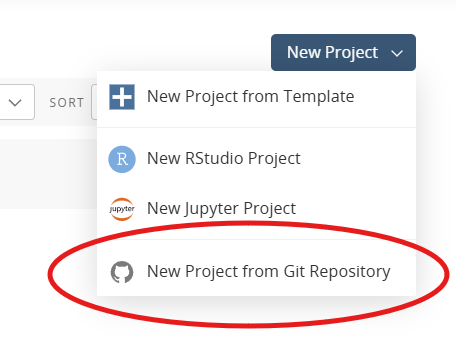 New Project
SORT
New Project from Template
R
New RStudio Project
jupyter
New Jupyter Project
New Project from Git Repository